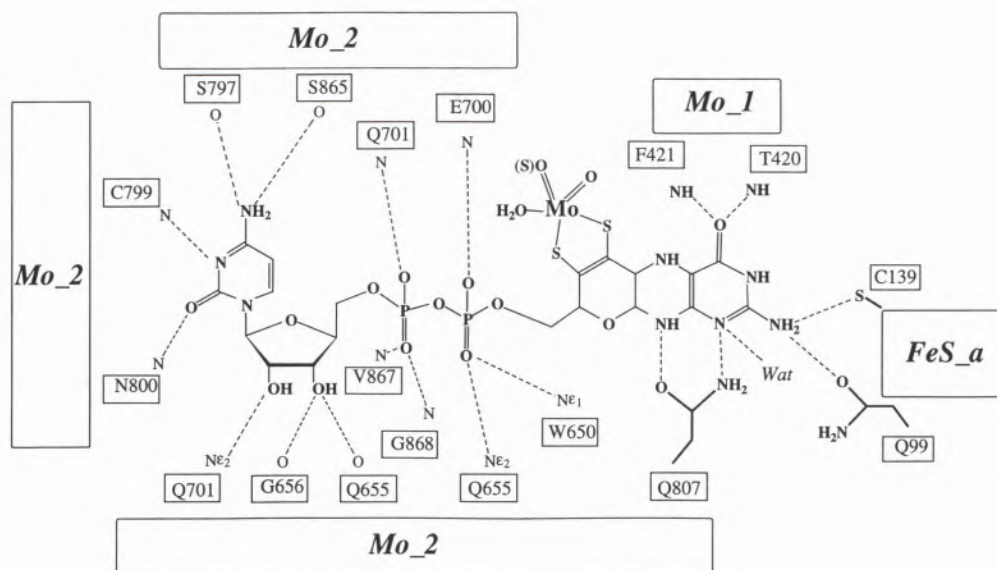 Mo_2
S797 S865
O O
E700
Q701
N
N
Mo_1
F421 T420
NH NH
(S)O O
H₂O Mo
S S
O
C799
N
NH₂
N
O N
Mo_2
O O
O O P O P O
O O
NH NH
O NH N NH₂
S C139
FeS_a
Wat
N
N800
OH OH
N
V867
N
G868
Nε₁
W650
O NH₂
O
H₂N
Q99
Nε₂ O O Nε₂
Q701 G656 Q655 Q655
Q807
Mo_2